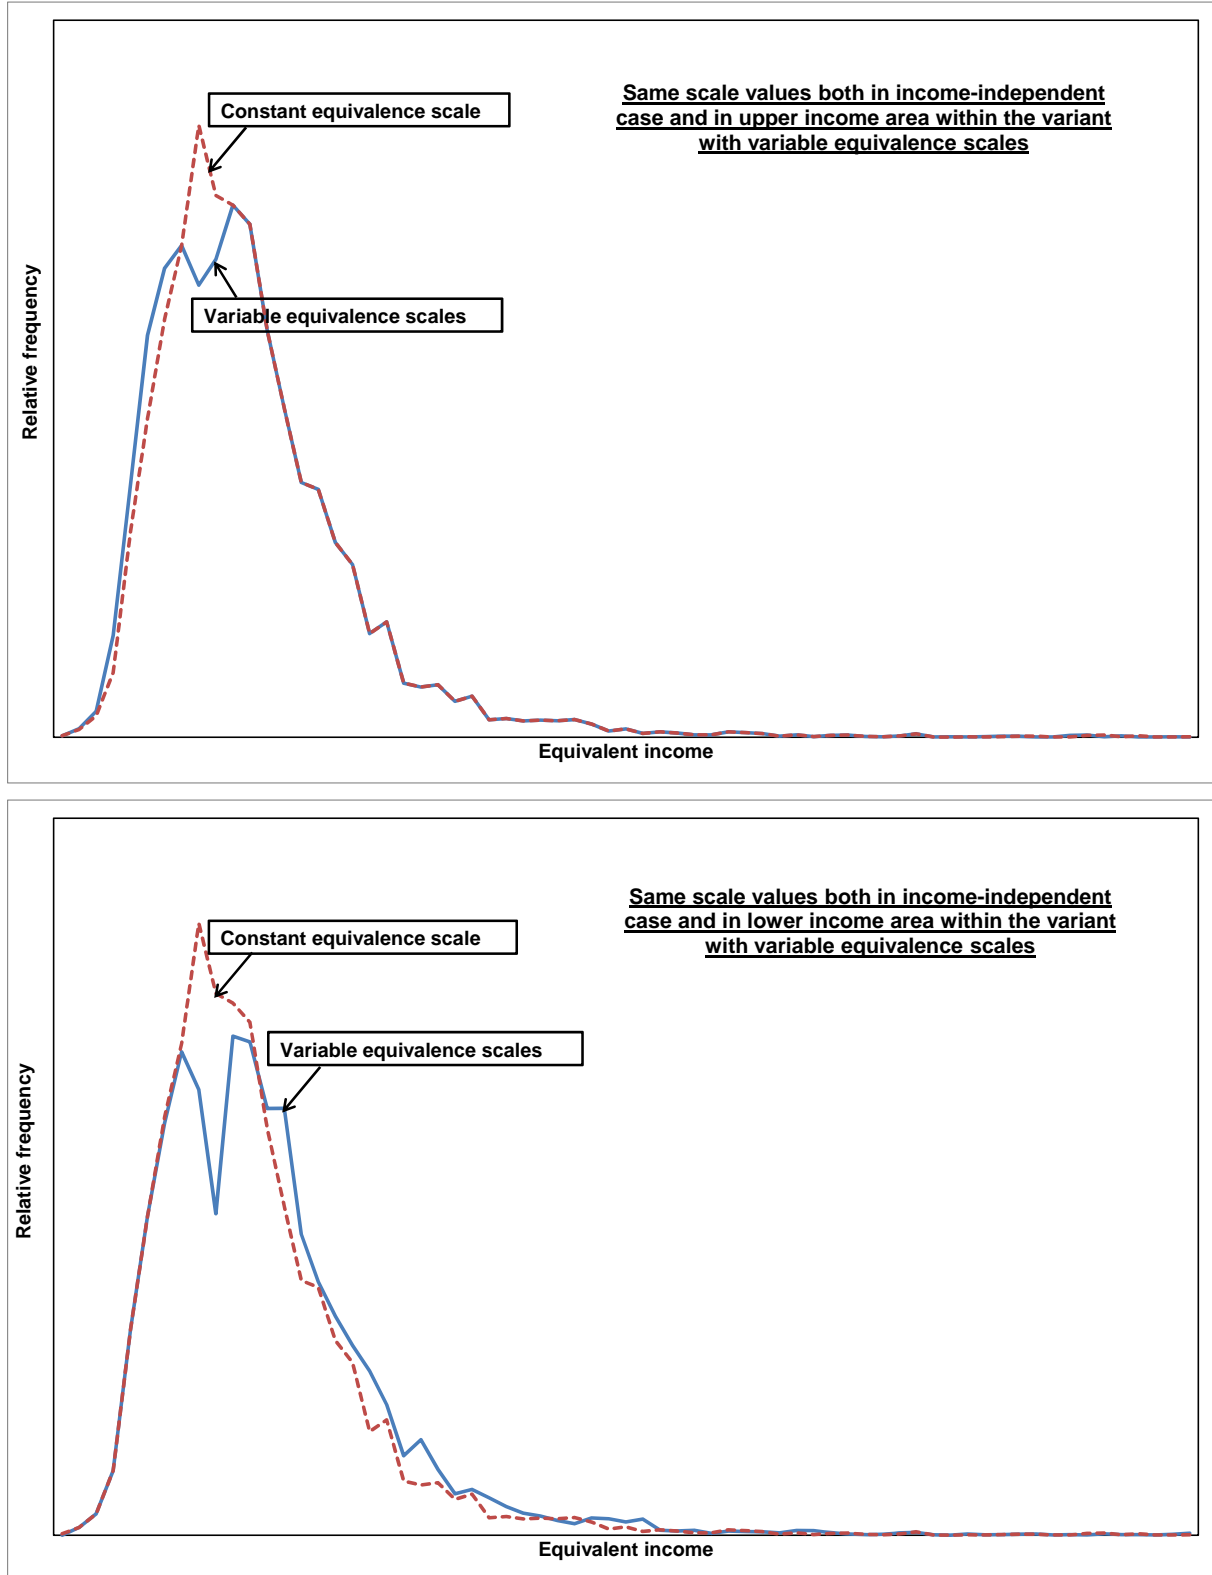 Same scale values both in income-independent
case and in upper income area within the variant
with variable equivalence scales
Constant equivalence scale
Variable equivalence scales
Relative frequency
Equivalent income
Same scale values both in income-independent
case and in lower income area within the variant
with variable equivalence scales
Constant equivalence scale
Variable equivalence scales
Relative frequency
Equivalent income